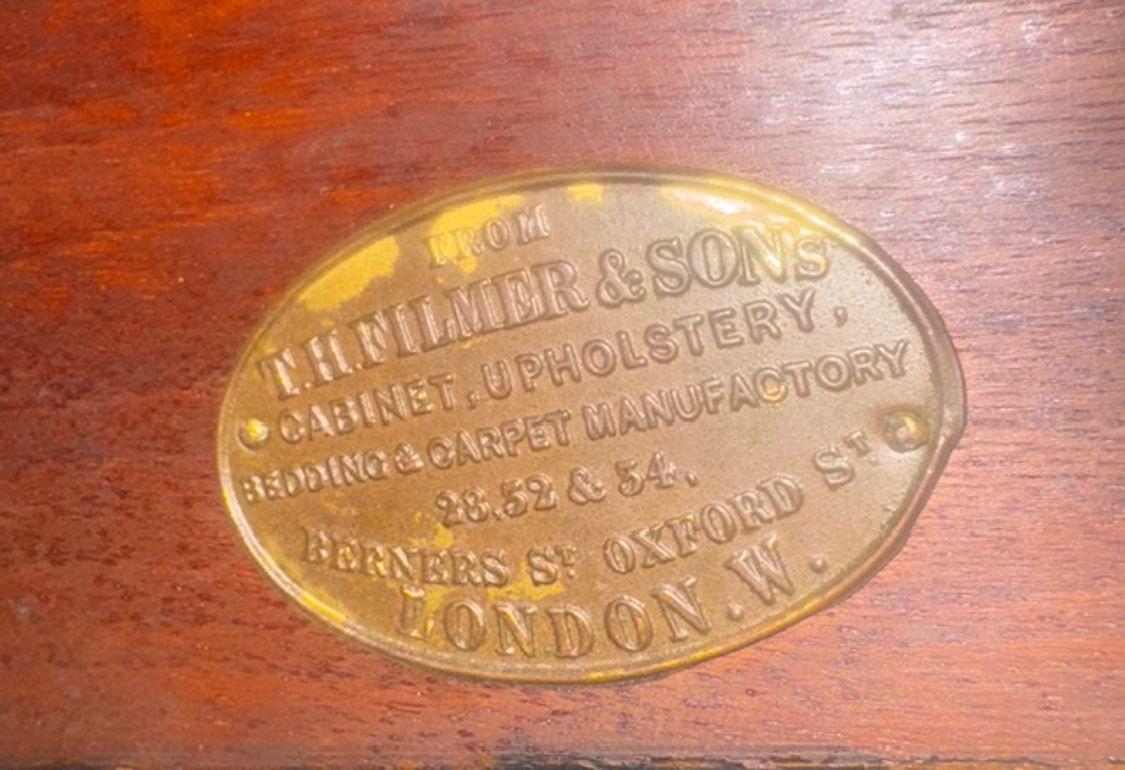 FROM
T.H.FILMER & SONS
CABINET, UPHOLSTERY,
BEDDING & CARPET MANUFACTORY
28.32 & 34.
BERNERS ST OXFORD ST
LONDON.W.